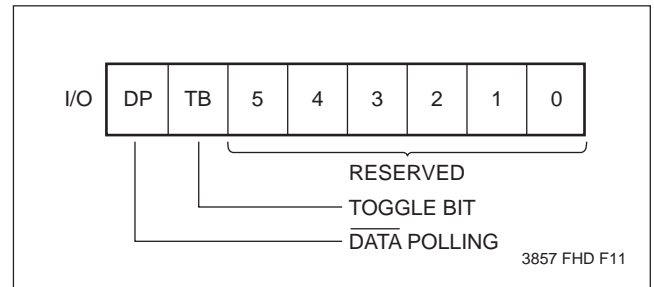 I/O DP TB 5 4 3 2 1 0
RESERVED
TOGGLE BIT
DATA POLLING
3857 FHD F11